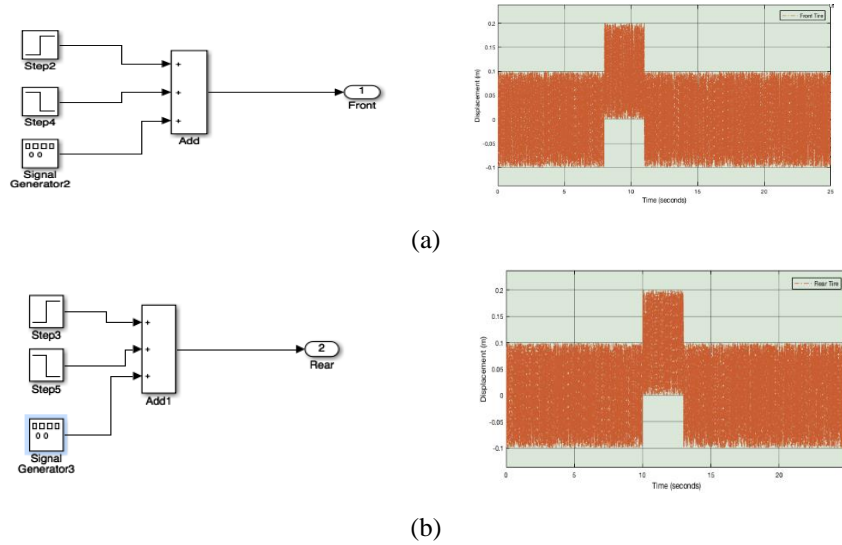 Step2
Step4
Signal
Generator2
+
+
+
Add
1
Front
Front Tire
Displacement (m)
0.2
0.15
0.1
0.05
0
-0.05
-0.1
0
5
10
15
20
25
Time (seconds)
(a)
Step3
Step5
Signal
Generator3
+
+
+
Add1
2
Rear
Rear Tire
Displacement (m)
0.2
0.15
0.1
0.05
0
-0.05
-0.1
0
5
10
15
20
Time (seconds)
(b)